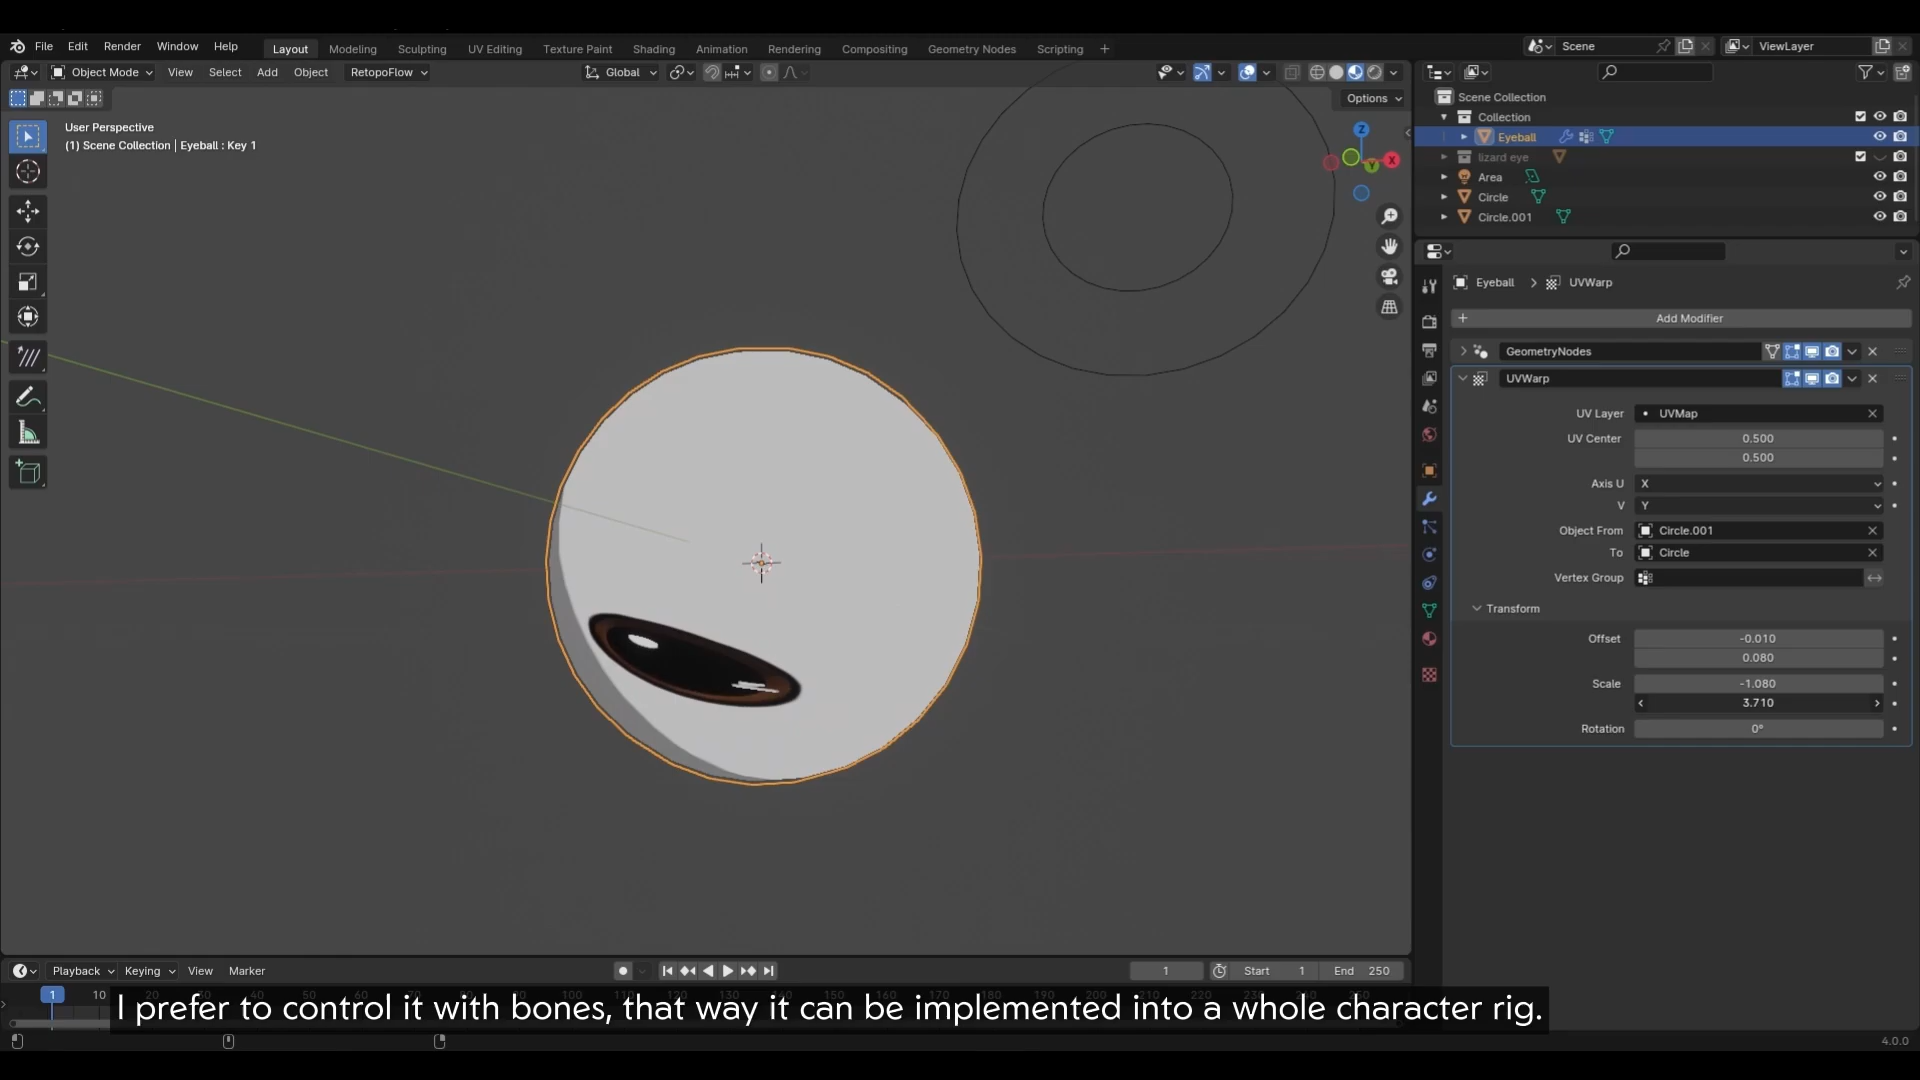 File Edit Render Window Help Layout Modeling Sculpting UV Editing Texture Paint Shading Animation Rendering Compositing Geometry Nodes Scripting + Scene ViewLayer
Object Mode View Select Add Object RetopoFlow Global
Options
User Perspective
(1) Scene Collection | Eyeball : Key 1
Z
X
Y
Scene Collection
Collection
Eyeball
lizard eye
Area
Circle
Circle.001
Eyeball > UVWarp
+ Add Modifier
GeometryNodes
UVWarp
UV Layer UVMap
UV Center 0.500
0.500
Axis U X
V Y
Object From Circle.001
To Circle
Vertex Group
Transform
Offset -0.010
0.080
Scale -1.080
3.710
Rotation 0°
Playback Keying View Marker 1 Start 1 End 250
1 10
I prefer to control it with bones, that way it can be implemented into a whole character rig.
4.0.0